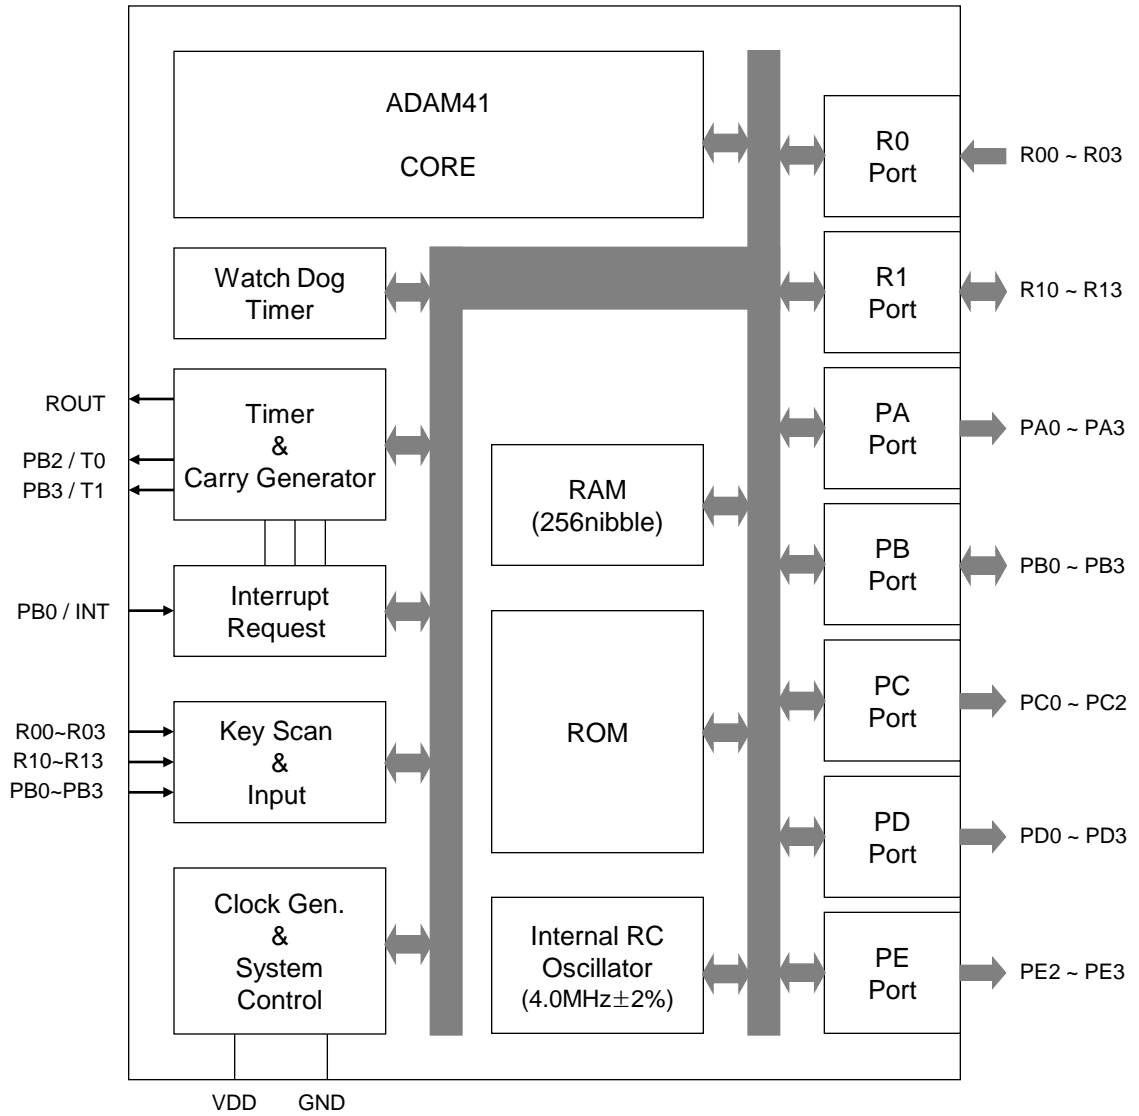 ADAM41
CORE
R0
Port
R00 ~ R03
Watch Dog
Timer
R1
Port
R10 ~ R13
ROUT
PB2 / T0
PB3 / T1
Timer
&
Carry Generator
PA
Port
PA0 ~ PA3
RAM
(256nibble)
PB
Port
PB0 ~ PB3
PB0 / INT
Interrupt
Request
R00~R03
R10~R13
PB0~PB3
Key Scan
&
Input
ROM
PC
Port
PC0 ~ PC2
PD
Port
PD0 ~ PD3
Clock Gen.
&
System
Control
Internal RC
Oscillator
(4.0MHz±2%)
PE
Port
PE2 ~ PE3
VDD
GND